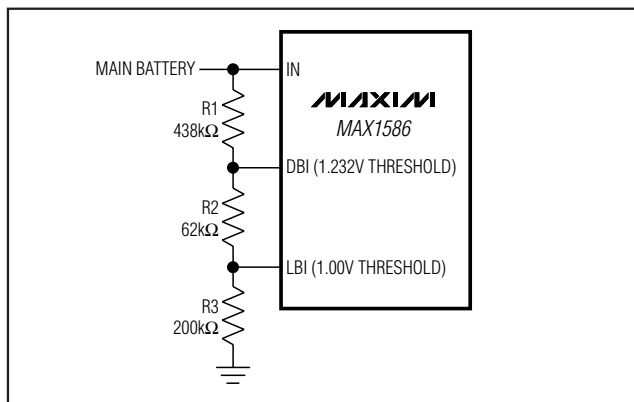 MAIN BATTERY
IN
MAXIM
MAX1586
R1
438kΩ
DBI (1.232V THRESHOLD)
R2
62kΩ
LBI (1.00V THRESHOLD)
R3
200kΩ